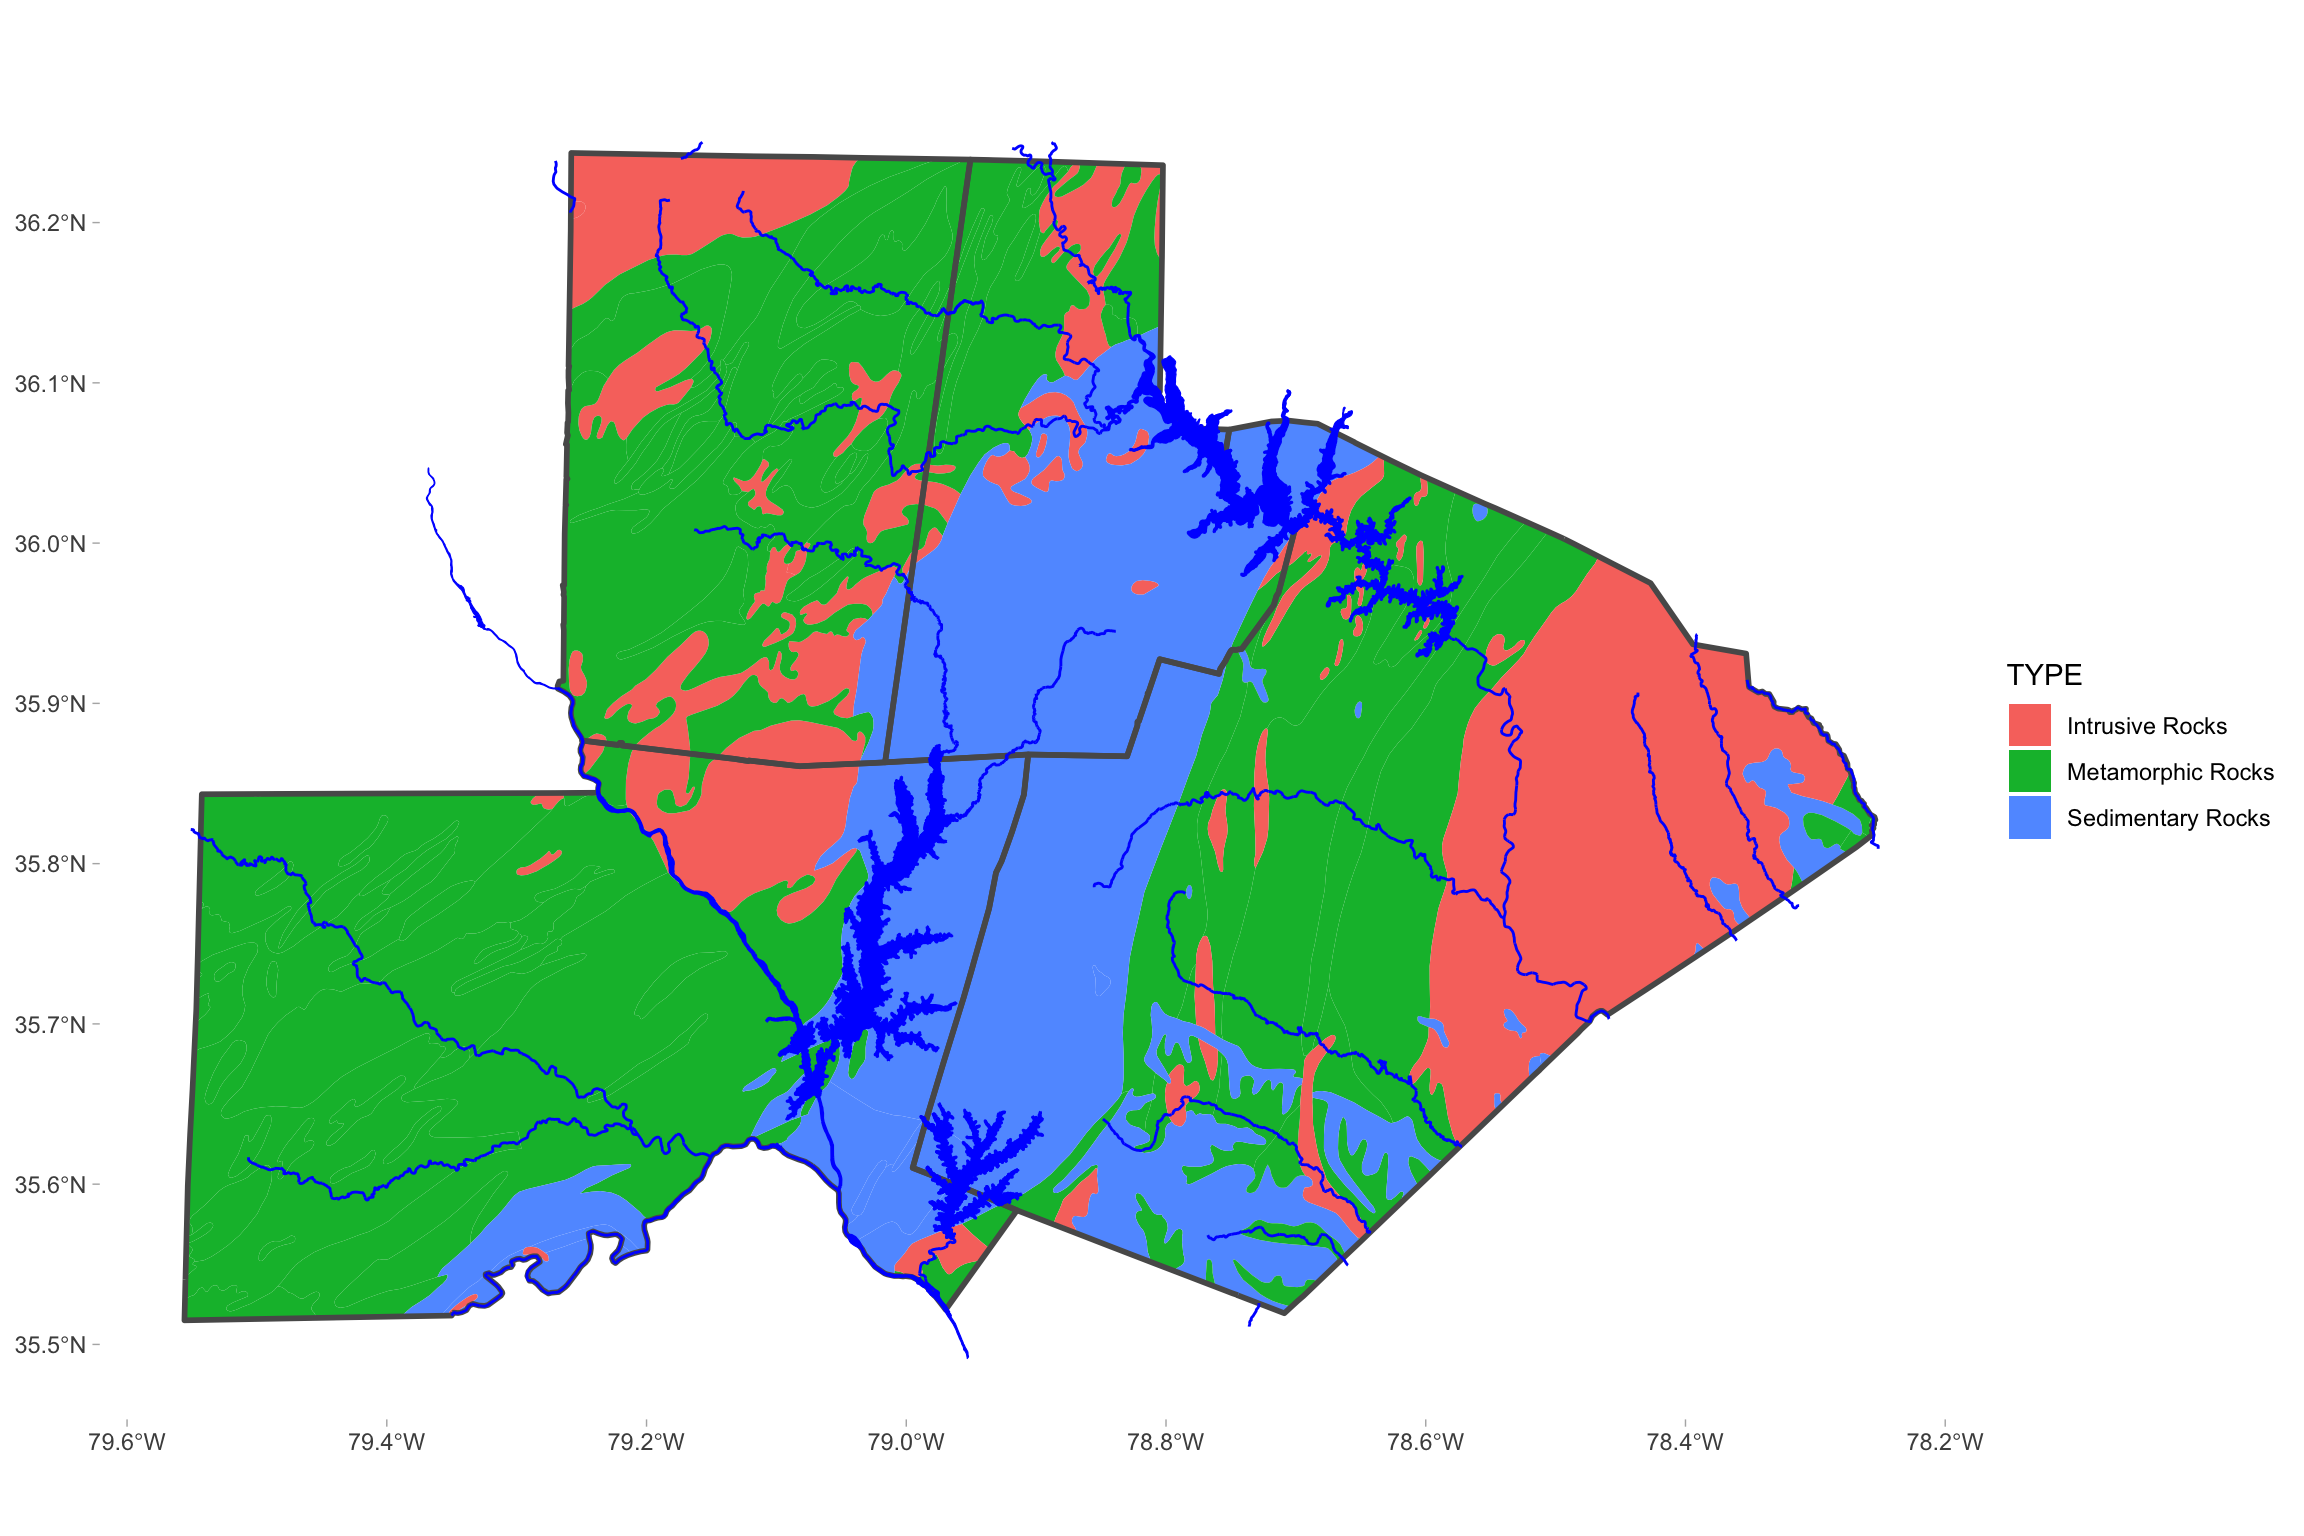 36.2°N
36.1°N
36.0°N
35.9°N
35.8°N
35.7°N
35.6°N
35.5°N
79.6°W 79.4°W 79.2°W 79.0°W 78.8°W 78.6°W 78.4°W 78.2°W
TYPE
Intrusive Rocks
Metamorphic Rocks
Sedimentary Rocks